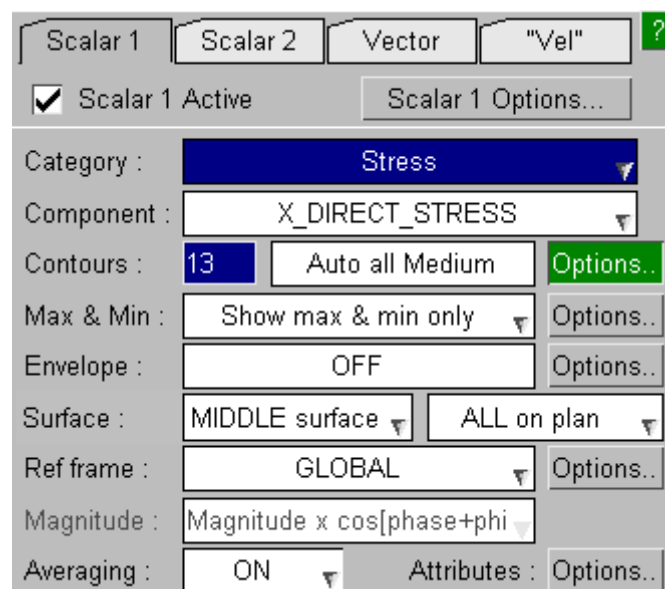 Scalar 1 Scalar 2 Vector "Vel" ?
Scalar 1 Active Scalar 1 Options...
Category : Stress
Component : X_DIRECT_STRESS
Contours : 13 Auto all Medium Options..
Max & Min : Show max & min only Options..
Envelope : OFF Options..
Surface : MIDDLE surface ALL on plan
Ref frame : GLOBAL Options..
Magnitude : Magnitude x cos[phase+phi
Averaging : ON Attributes : Options..